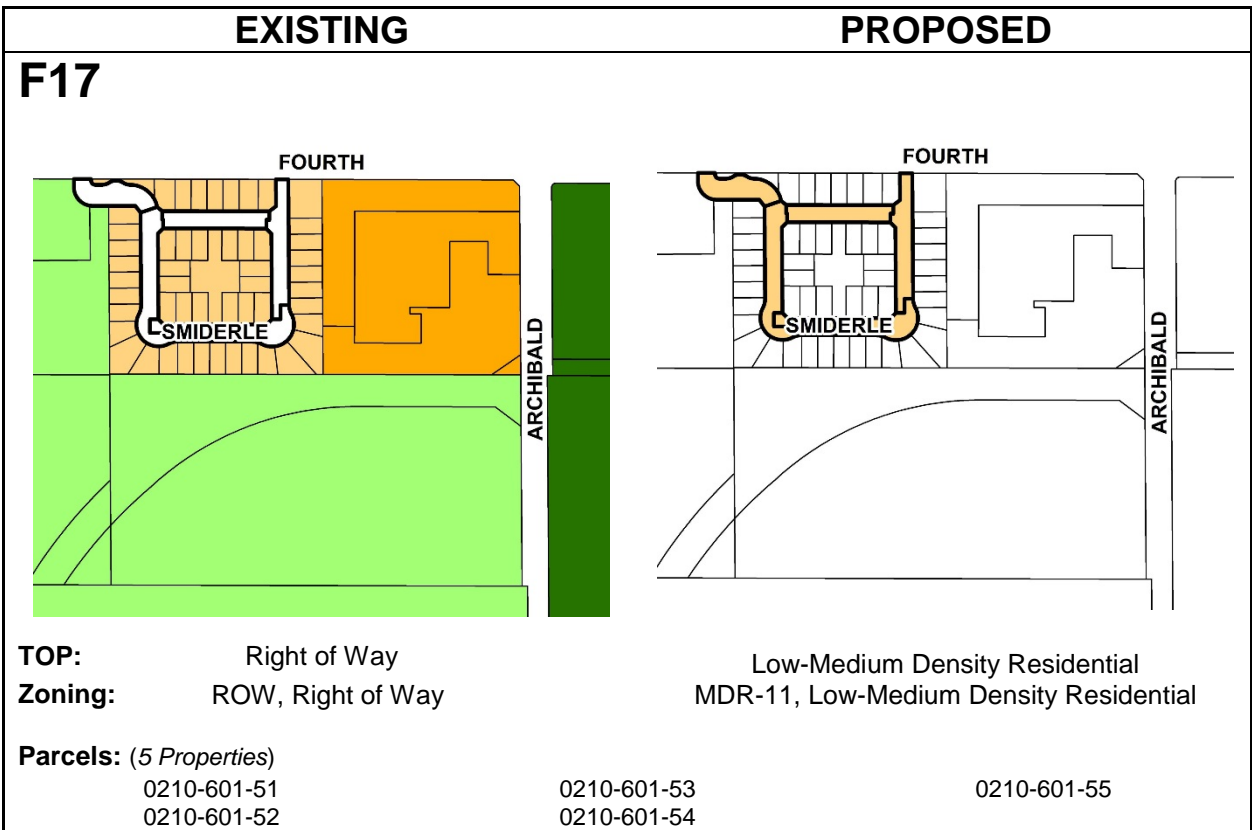 EXISTING PROPOSED
F17
FOURTH
SMIDERLE
ARCHIBALD
FOURTH
SMIDERLE
ARCHIBALD
TOP: Right of Way Low-Medium Density Residential
Zoning: ROW, Right of Way MDR-11, Low-Medium Density Residential
Parcels: (5 Properties)
0210-601-51 0210-601-53 0210-601-55
0210-601-52 0210-601-54